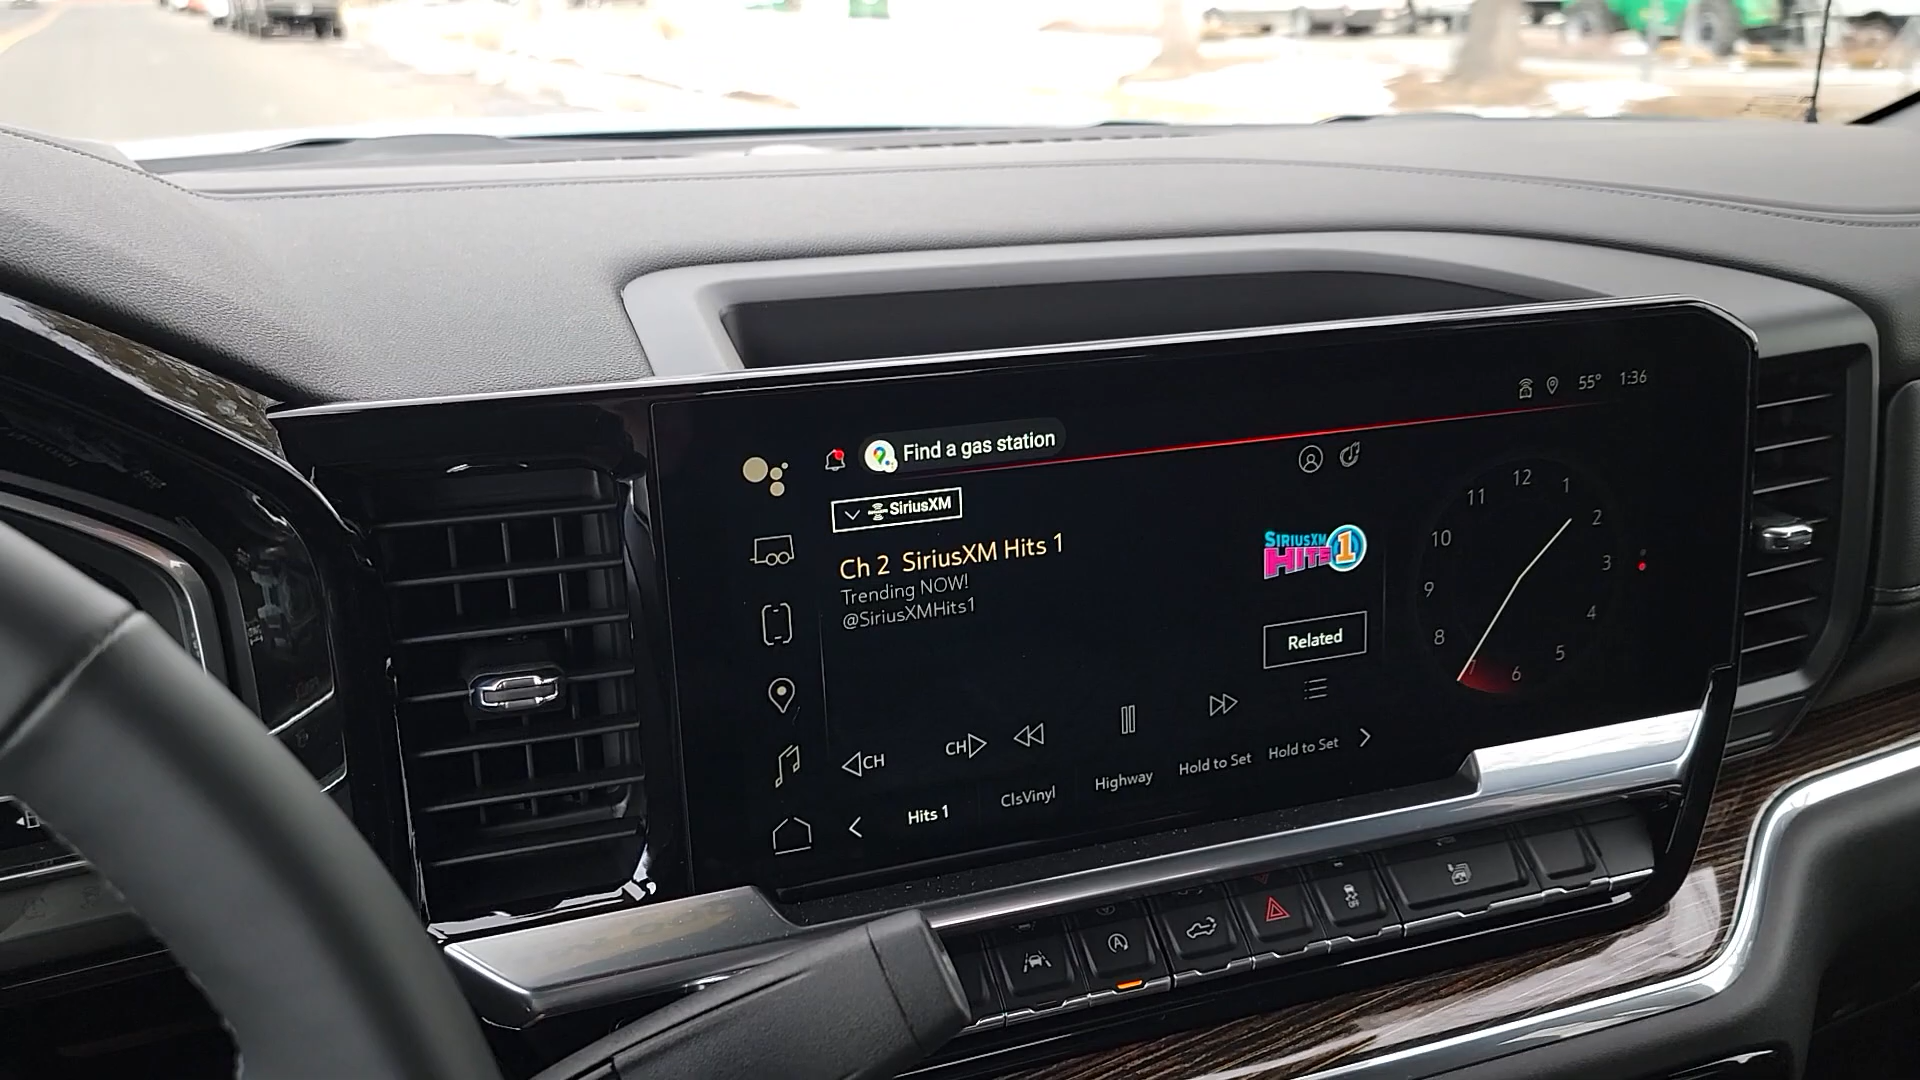 55° 1:36
Find a gas station
SiriusXM
Ch 2 SiriusXM Hits 1
Trending NOW!
@SiriusXMHits1
SIRIUSXM
HITS 1
Related
CH
CH
Hits 1
ClsVinyl
Highway
Hold to Set
Hold to Set
12
1
2
3
4
5
6
7
8
9
10
11
A
OFF